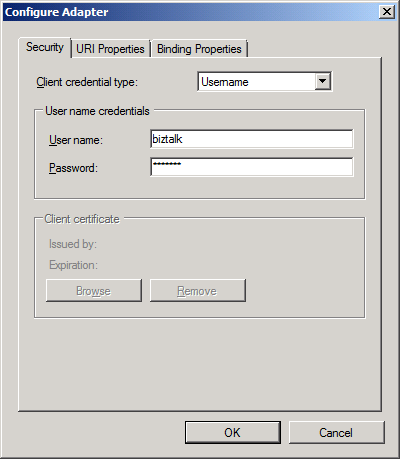 Configure Adapter
Security URI Properties Binding Properties
Client credential type: Username
User name credentials
User name: biztalk
Password: *******
Client certificate
Issued by:
Expiration:
Browse Remove
OK Cancel